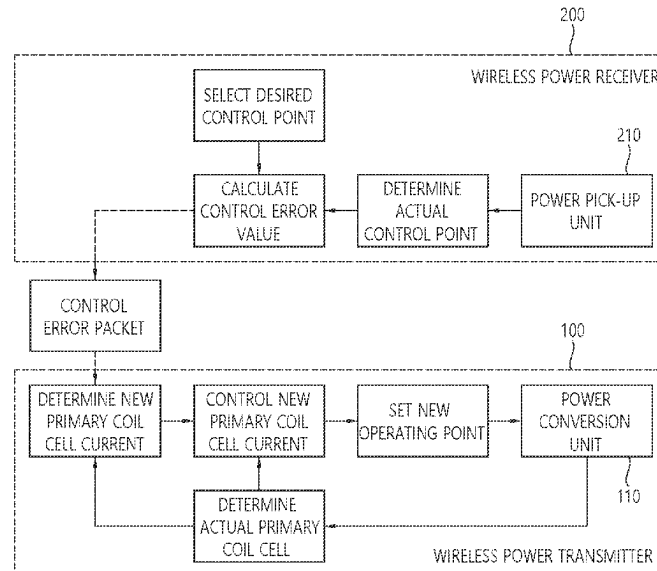 200
WIRELESS POWER RECEIVER
SELECT DESIRED
CONTROL POINT
210
CALCULATE
CONTROL ERROR
VALUE
DETERMINE
ACTUAL
CONTROL POINT
POWER PICK-UP
UNIT
CONTROL
ERROR PACKET
100
DETERMINE NEW
PRIMARY COIL
CELL CURRENT
CONTROL NEW
PRIMARY COIL
CELL CURRENT
SET NEW
OPERATING POINT
POWER
CONVERSION
UNIT
110
DETERMINE
ACTUAL PRIMARY
COIL CELL
WIRELESS POWER TRANSMITTER